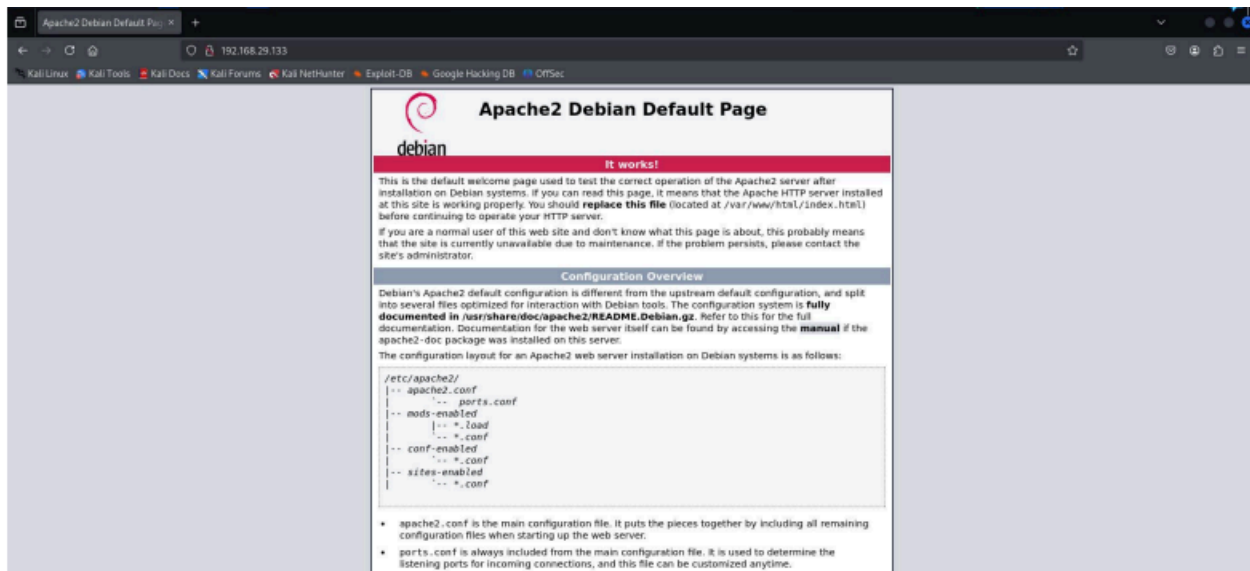 Apache2 Debian Default Pag
192.168.29.133
Kali Linux Kali Tools Kali Docs Kali Forums Kali NetHunter Exploit-DB Google Hacking DB OffSec
debian
Apache2 Debian Default Page
It works!
This is the default welcome page used to test the correct operation of the Apache2 server after
installation on Debian systems. If you can read this page, it means that the Apache HTTP server installed
at this site is working properly. You should replace this file (located at /var/www/html/index.html)
before continuing to operate your HTTP server.
If you are a normal user of this web site and don't know what this page is about, this probably means
that the site is currently unavailable due to maintenance. If the problem persists, please contact the
site's administrator.
Configuration Overview
Debian's Apache2 default configuration is different from the upstream default configuration, and split
into several files optimized for interaction with Debian tools. The configuration system is fully
documented in /usr/share/doc/apache2/README.Debian.gz. Refer to this for the full
documentation. Documentation for the web server itself can be found by accessing the manual if the
apache2-doc package was installed on this server.
The configuration layout for an Apache2 web server installation on Debian systems is as follows:
/etc/apache2/
|-- apache2.conf
|       `--  ports.conf
|-- mods-enabled
|       |-- *.load
|       `-- *.conf
|-- conf-enabled
|       `-- *.conf
|-- sites-enabled
|       `-- *.conf
• apache2.conf is the main configuration file. It puts the pieces together by including all remaining
configuration files when starting up the web server.
• ports.conf is always included from the main configuration file. It is used to determine the
listening ports for incoming connections, and this file can be customized anytime.